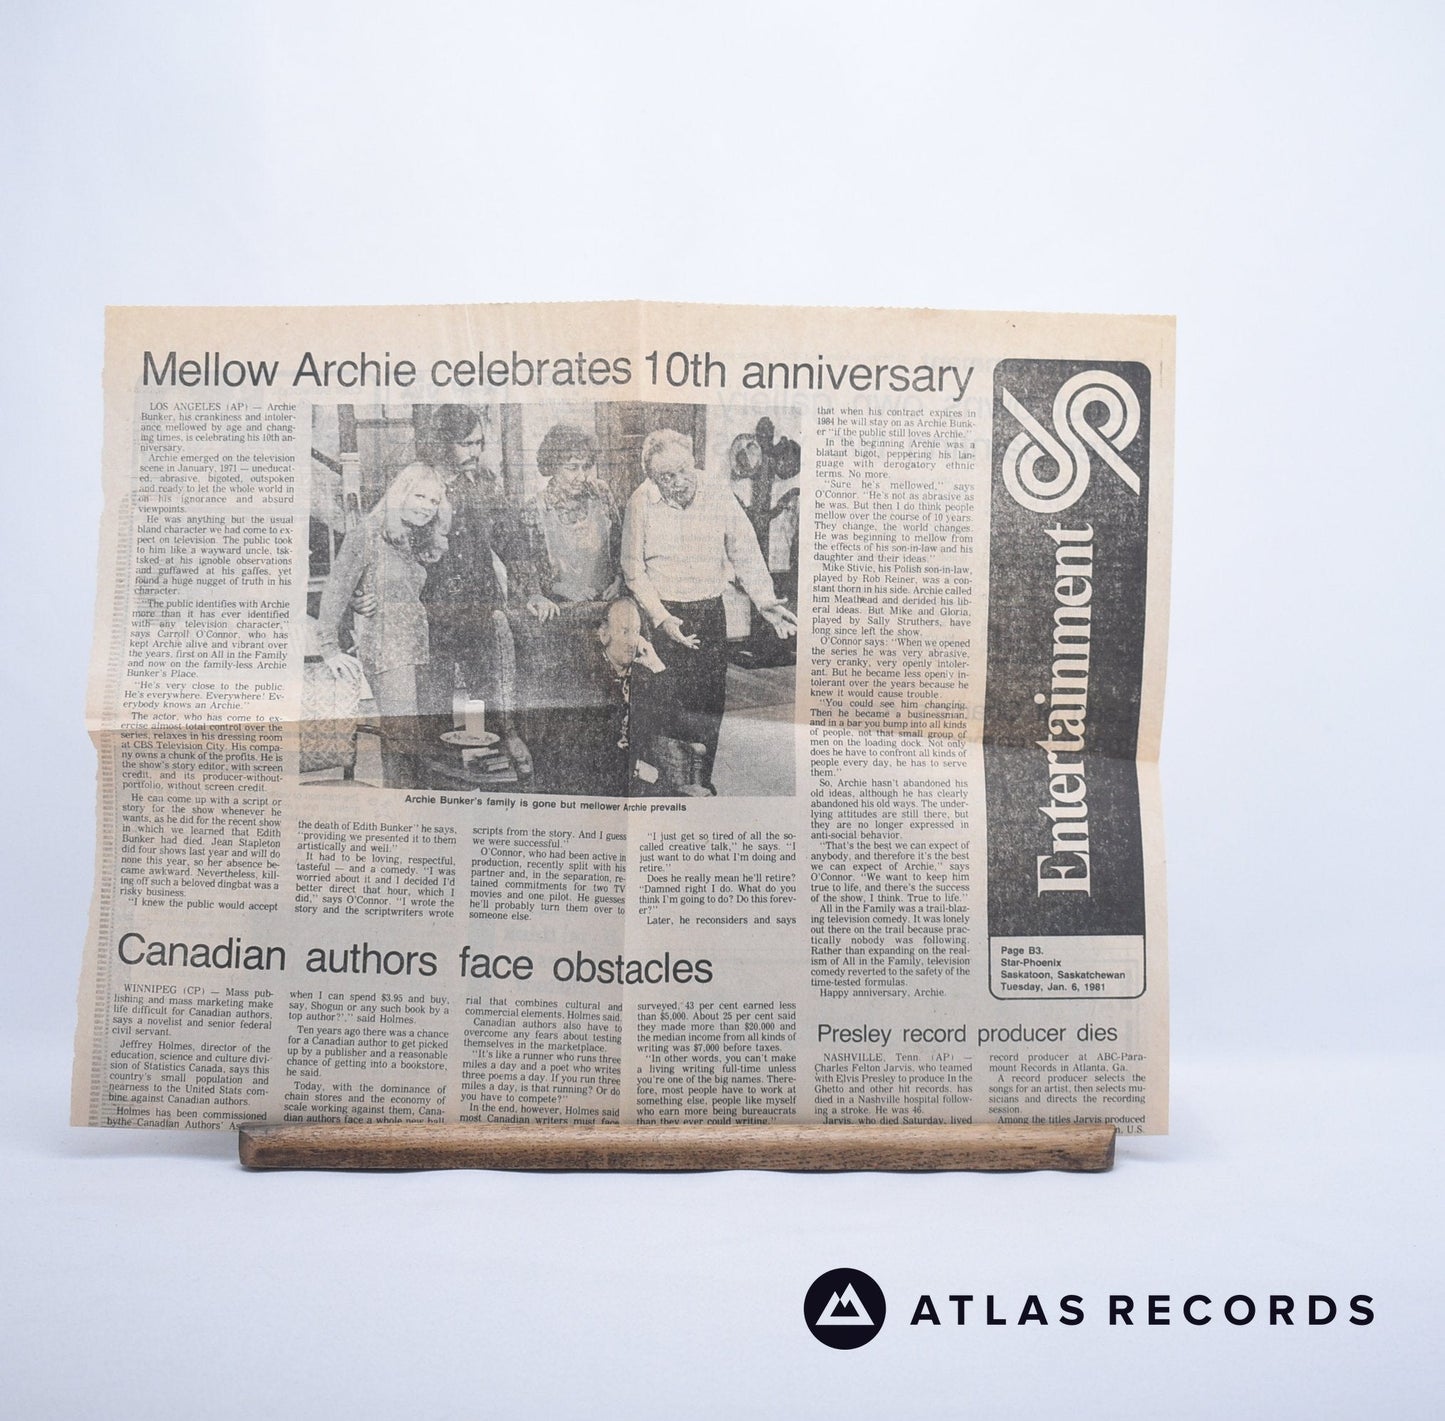 Mellow Archie celebrates 10th anniversary
LOS ANGELES (AP) — Archie
Bunker, his crankiness and intoler-
ance mellowed by age and chang-
ing times, is celebrating his 10th an-
niversary.
Archie emerged on the television
scene in January, 1971 — uneducat-
ed, abrasive, bigoted, outspoken
and ready to let the whole world in
on his ignorance and absurd
viewpoints.
He was anything but the usual
bland character we had come to ex-
pect on television. The public took
to him like a wayward uncle, tsk-
tsked at his ignoble observations
and guffawed at his gaffes, yet
found a huge nugget of truth in his
character.
"The public identifies with Archie
more than it has ever identified
with any television character,"
says Carroll O'Connor, who has
kept Archie alive and vibrant over
the years, first on All in the Family
and now on the family-less Archie
Bunker's Place.
"He's very close to the public.
He's everywhere. Everywhere! Ev-
erybody knows an Archie."
The actor, who has come to ex-
ercise almost total control over the
series, relaxes in his dressing room
at CBS Television City. His compa-
ny owns a chunk of the profits. He is
the show's story editor, with screen
credit, and its producer-without-
portfolio, without screen credit.
He can come up with a script or
story for the show whenever he
wants, as he did for the recent show
in which we learned that Edith
Bunker had died. Jean Stapleton
did four shows last year and will do
none this year, so her absence be-
came awkward. Nevertheless, kill-
ing off such a beloved dingbat was a
risky business.
"I knew the public would accept
Archie Bunker's family is gone but mellower Archie prevails
the death of Edith Bunker" he says,
"providing we presented it to them
artistically and well."
It had to be loving, respectful,
tasteful — and a comedy. "I was
worried about it and I decided I'd
better direct that hour, which I
did," says O'Connor. "I wrote the
story and the scriptwriters wrote
scripts from the story. And I guess
we were successful."
O'Connor, who had been active in
production, recently split with his
partner and, in the separation, re-
tained commitments for two TV
movies and one pilot. He guesses
he'll probably turn them over to
someone else.
"I just get so tired of all the so-
called creative talk," he says. "I
just want to do what I'm doing and
retire."
Does he really mean he'll retire?
"Damned right I do. What do you
think I'm going to do? Do this forev-
er?"
Later, he reconsiders and says
that when his contract expires in
1984 he will stay on as Archie Bunk-
er "if the public still loves Archie."
In the beginning Archie was a
blatant bigot, peppering his lan-
guage with derogatory ethnic
terms. No more.
"Sure he's mellowed," says
O'Connor. "He's not as abrasive as
he was. But then I do think people
mellow over the course of 10 years.
They change, the world changes.
He was beginning to mellow from
the effects of his son-in-law and his
daughter and their ideas."
Mike Stivic, his Polish son-in-law,
played by Rob Reiner, was a con-
stant thorn in his side. Archie called
him Meathead and derided his lib-
eral ideas. But Mike and Gloria,
played by Sally Struthers, have
long since left the show.
O'Connor says: "When we opened
the series he was very abrasive,
very cranky, very openly intoler-
ant. But he became less openly in-
tolerant over the years because he
knew it would cause trouble.
"You could see him changing.
Then he became a businessman,
and in a bar you bump into all kinds
of people, not that small group of
men on the loading dock. Not only
does he have to confront all kinds of
people every day, he has to serve
them."
So, Archie hasn't abandoned his
old ideas, although he has clearly
abandoned his old ways. The under-
lying attitudes are still there, but
they are no longer expressed in
anti-social behavior.
"That's the best we can expect of
anybody, and therefore it's the best
we can expect of Archie," says
O'Connor. "We want to keep him
true to life, and there's the success
of the show, I think. True to life."
All in the Family was a trail-blaz-
ing television comedy. It was lonely
out there on the trail because prac-
tically nobody was following.
Rather than expanding on the real-
ism of All in the Family, television
comedy reverted to the safety of the
time-tested formulas.
Happy anniversary, Archie.
Entertainment
Page B3.
Star-Phoenix
Saskatoon, Saskatchewan
Tuesday, Jan. 6, 1981
Canadian authors face obstacles
WINNIPEG (CP) — Mass pub-
lishing and mass marketing make
life difficult for Canadian authors,
says a novelist and senior federal
civil servant.
Jeffrey Holmes, director of the
education, science and culture divi-
sion of Statistics Canada, says this
country's small population and
nearness to the United Stats com-
bine against Canadian authors.
Holmes has been commissioned
bythe Canadian Authors' As
when I can spend $3.95 and buy,
say, Shogun or any such book by a
top author?'," said Holmes.
Ten years ago there was a chance
for a Canadian author to get picked
up by a publisher and a reasonable
chance of getting into a bookstore,
he said.
Today, with the dominance of
chain stores and the economy of
scale working against them, Cana-
dian authors face a whole new ball
rial that combines cultural and
commercial elements, Holmes said.
Canadian authors also have to
overcome any fears about testing
themselves in the marketplace.
"It's like a runner who runs three
miles a day and a poet who writes
three poems a day. If you run three
miles a day, is that running? Or do
you have to compete?"
In the end, however, Holmes said
most Canadian writers must face
surveyed, 43 per cent earned less
than $5,000. About 25 per cent said
they made more than $20,000 and
the median income from all kinds of
writing was $7,000 before taxes.
"In other words, you can't make
a living writing full-time unless
you're one of the big names. There-
fore, most people have to work at
something else, people like myself
who earn more being bureaucrats
than they ever could writing."
Presley record producer dies
NASHVILLE, Tenn. (AP) —
Charles Felton Jarvis, who teamed
with Elvis Presley to produce In the
Ghetto and other hit records, has
died in a Nashville hospital follow-
ing a stroke. He was 46.
Jarvis, who died Saturday, lived
record producer at ABC-Para-
mount Records in Atlanta, Ga.
A record producer selects the
songs for an artist, then selects mu-
sicians and directs the recording
session.
Among the titles Jarvis produced
U.S.
ATLAS RECORDS